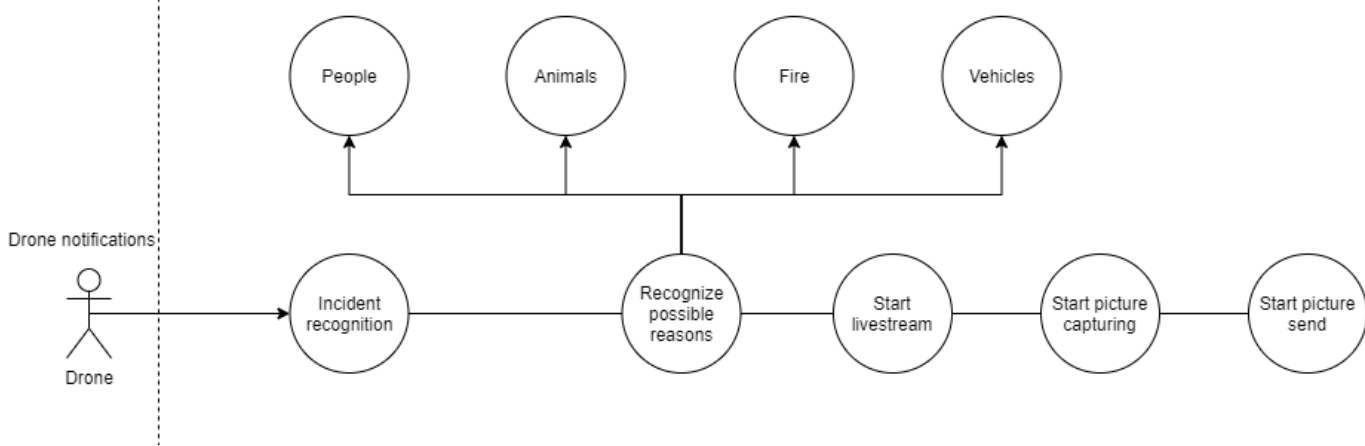 People
Animals
Fire
Vehicles
Drone notifications
Drone
Incident
recognition
Recognize
possible
reasons
Start
livestream
Start picture
capturing
Start picture
send